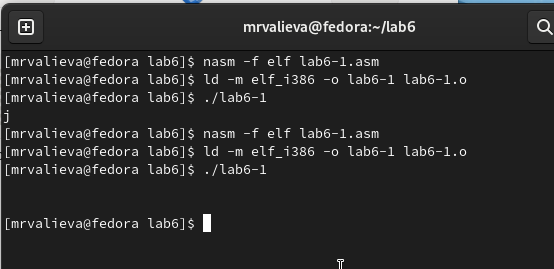 mrvalieva@fedora:~/lab6
[mrvalieva@fedora lab6]$ nasm -f elf lab6-1.asm
[mrvalieva@fedora lab6]$ ld -m elf_i386 -o lab6-1 lab6-1.o
[mrvalieva@fedora lab6]$ ./lab6-1
j
[mrvalieva@fedora lab6]$ nasm -f elf lab6-1.asm
[mrvalieva@fedora lab6]$ ld -m elf_i386 -o lab6-1 lab6-1.o
[mrvalieva@fedora lab6]$ ./lab6-1
[mrvalieva@fedora lab6]$